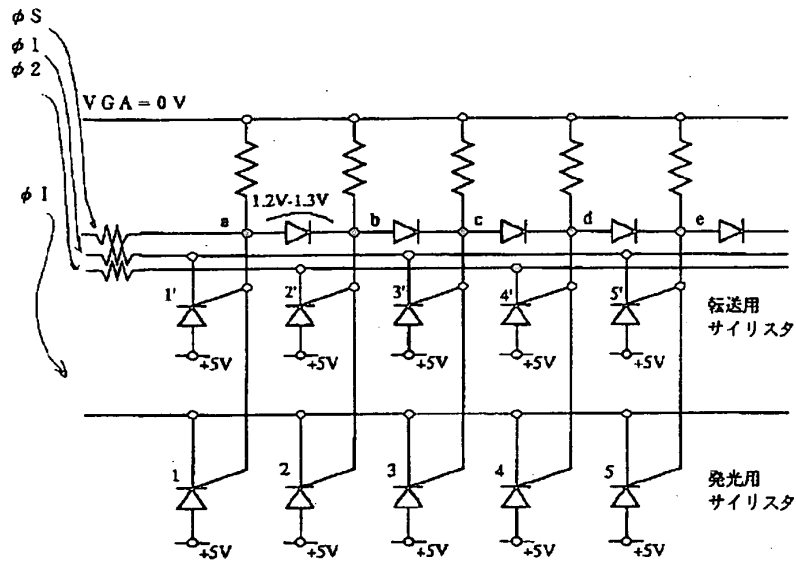 φS
φ1
φ2
VGA=0V
φI
1.2V-1.3V
a b c d e
1' 2' 3' 4' 5'
転送用
サイリスタ
+5V +5V +5V +5V +5V
1 2 3 4 5
発光用
サイリスタ
+5V +5V +5V +5V +5V